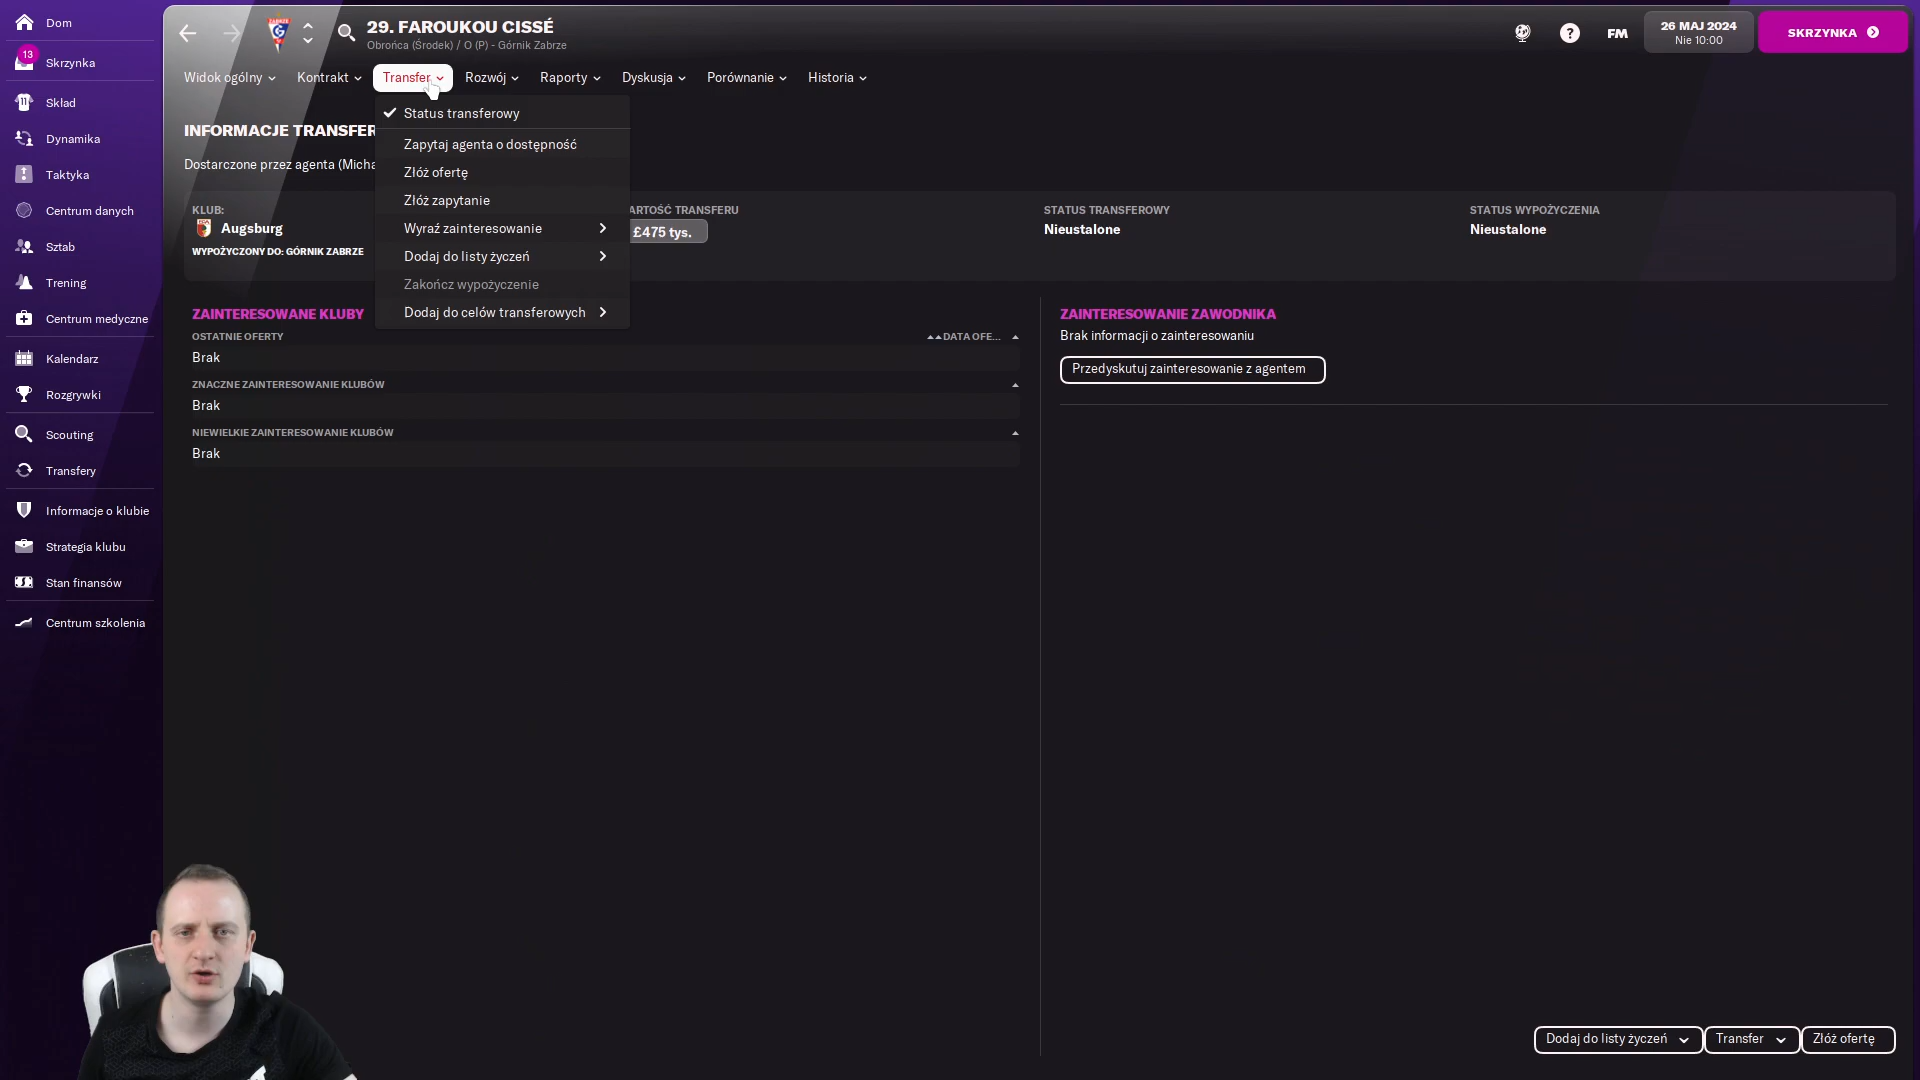 Dom
13
Skrzynka
Skład
Dynamika
Taktyka
Centrum danych
Sztab
Trening
Centrum medyczne
Kalendarz
Rozgrywki
Scouting
Transfery
Informacje o klubie
Strategia klubu
Stan finansów
Centrum szkolenia
29. FAROUKOU CISSÉ
Obrońca (Środek) / O (P) - Górnik Zabrze
FM
26 MAJ 2024
Nie 10:00
SKRZYNKA
Widok ogólny
Kontrakt
Transfer
Rozwój
Raporty
Dyskusja
Porównanie
Historia
Status transferowy
Zapytaj agenta o dostępność
Złóż ofertę
Złóż zapytanie
Wyraź zainteresowanie
Dodaj do listy życzeń
Zakończ wypożyczenie
Dodaj do celów transferowych
INFORMACJE TRANSFER
Dostarczone przez agenta (Micha
KLUB:
Augsburg
WYPOŻYCZONY DO: GÓRNIK ZABRZE
ARTOŚĆ TRANSFERU
£475 tys.
STATUS TRANSFEROWY
Nieustalone
STATUS WYPOŻYCZENIA
Nieustalone
ZAINTERESOWANE KLUBY
OSTATNIE OFERTY
DATA OFE...
Brak
ZNACZNE ZAINTERESOWANIE KLUBÓW
Brak
NIEWIELKIE ZAINTERESOWANIE KLUBÓW
Brak
ZAINTERESOWANIE ZAWODNIKA
Brak informacji o zainteresowaniu
Przedyskutuj zainteresowanie z agentem
Dodaj do listy życzeń
Transfer
Złóż ofertę